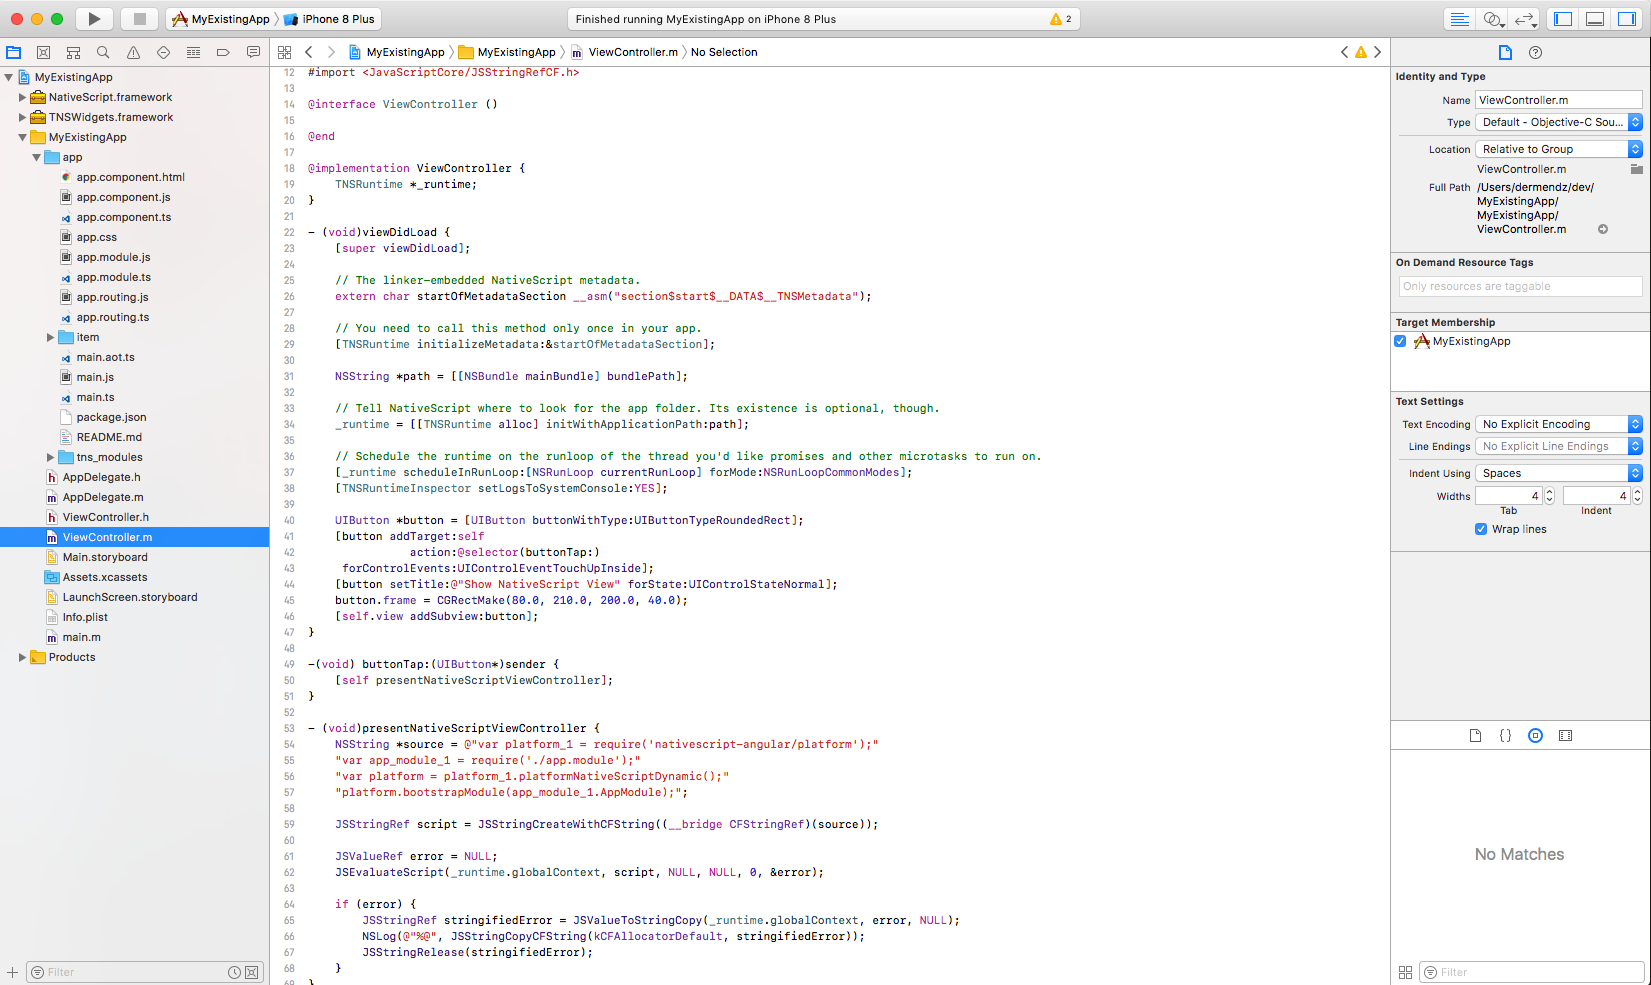 MyExistingApp
iPhone 8 Plus
Finished running MyExistingApp on iPhone 8 Plus
2
MyExistingApp
MyExistingApp
ViewController.m
No Selection
MyExistingApp
NativeScript.framework
TNSWidgets.framework
MyExistingApp
app
app.component.html
app.component.js
app.component.ts
app.css
app.module.js
app.module.ts
app.routing.js
app.routing.ts
item
main.aot.ts
main.js
main.ts
package.json
README.md
tns_modules
AppDelegate.h
AppDelegate.m
ViewController.h
ViewController.m
Main.storyboard
Assets.xcassets
LaunchScreen.storyboard
Info.plist
main.m
Products
Filter
12 #import <JavaScriptCore/JSStringRefCF.h>
13
14 @interface ViewController ()
15
16 @end
17
18 @implementation ViewController {
19 TNSRuntime *_runtime;
20 }
21
22 - (void)viewDidLoad {
23 [super viewDidLoad];
24
25 // The linker-embedded NativeScript metadata.
26 extern char startOfMetadataSection __asm("section$start$__DATA$__TNSMetadata");
27
28 // You need to call this method only once in your app.
29 [TNSRuntime initializeMetadata:&startOfMetadataSection];
30
31 NSString *path = [[NSBundle mainBundle] bundlePath];
32
33 // Tell NativeScript where to look for the app folder. Its existence is optional, though.
34 _runtime = [[TNSRuntime alloc] initWithApplicationPath:path];
35
36 // Schedule the runtime on the runloop of the thread you'd like promises and other microtasks to run on.
37 [_runtime scheduleInRunLoop:[NSRunLoop currentRunLoop] forMode:NSRunLoopCommonModes];
38 [TNSRuntimeInspector setLogsToSystemConsole:YES];
39
40 UIButton *button = [UIButton buttonWithType:UIButtonTypeRoundedRect];
41 [button addTarget:self
42 action:@selector(buttonTap:)
43 forControlEvents:UIControlEventTouchUpInside];
44 [button setTitle:@"Show NativeScript View" forState:UIControlStateNormal];
45 button.frame = CGRectMake(80.0, 210.0, 200.0, 40.0);
46 [self.view addSubview:button];
47 }
48
49 -(void) buttonTap:(UIButton*)sender {
50 [self presentNativeScriptViewController];
51 }
52
53 - (void)presentNativeScriptViewController {
54 NSString *source = @"var platform_1 = require('nativescript-angular/platform');"
55 "var app_module_1 = require('./app.module');"
56 "var platform = platform_1.platformNativeScriptDynamic();"
57 "platform.bootstrapModule(app_module_1.AppModule);";
58
59 JSStringRef script = JSStringCreateWithCFString((__bridge CFStringRef)(source));
60
61 JSValueRef error = NULL;
62 JSEvaluateScript(_runtime.globalContext, script, NULL, NULL, 0, &error);
63
64 if (error) {
65 JSStringRef stringifiedError = JSValueToStringCopy(_runtime.globalContext, error, NULL);
66 NSLog(@"%@", JSStringCopyCFString(kCFAllocatorDefault, stringifiedError));
67 JSStringRelease(stringifiedError);
68 }
69 }
Identity and Type
Name ViewController.m
Type Default - Objective-C Sou...
Location Relative to Group
ViewController.m
Full Path /Users/dermendz/dev/
MyExistingApp/
MyExistingApp/
ViewController.m
On Demand Resource Tags
Only resources are taggable
Target Membership
MyExistingApp
Text Settings
Text Encoding No Explicit Encoding
Line Endings No Explicit Line Endings
Indent Using Spaces
Widths 4 4
Tab Indent
Wrap lines
No Matches
Filter